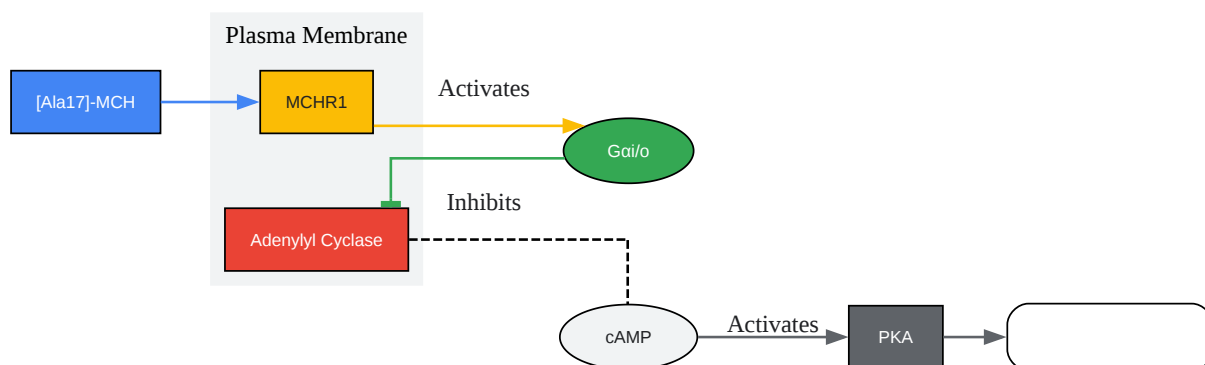 Plasma Membrane
[Ala17]-MCH
MCHR1
Activates
Gαi/o
Inhibits
Adenylyl Cyclase
cAMP
Activates
PKA